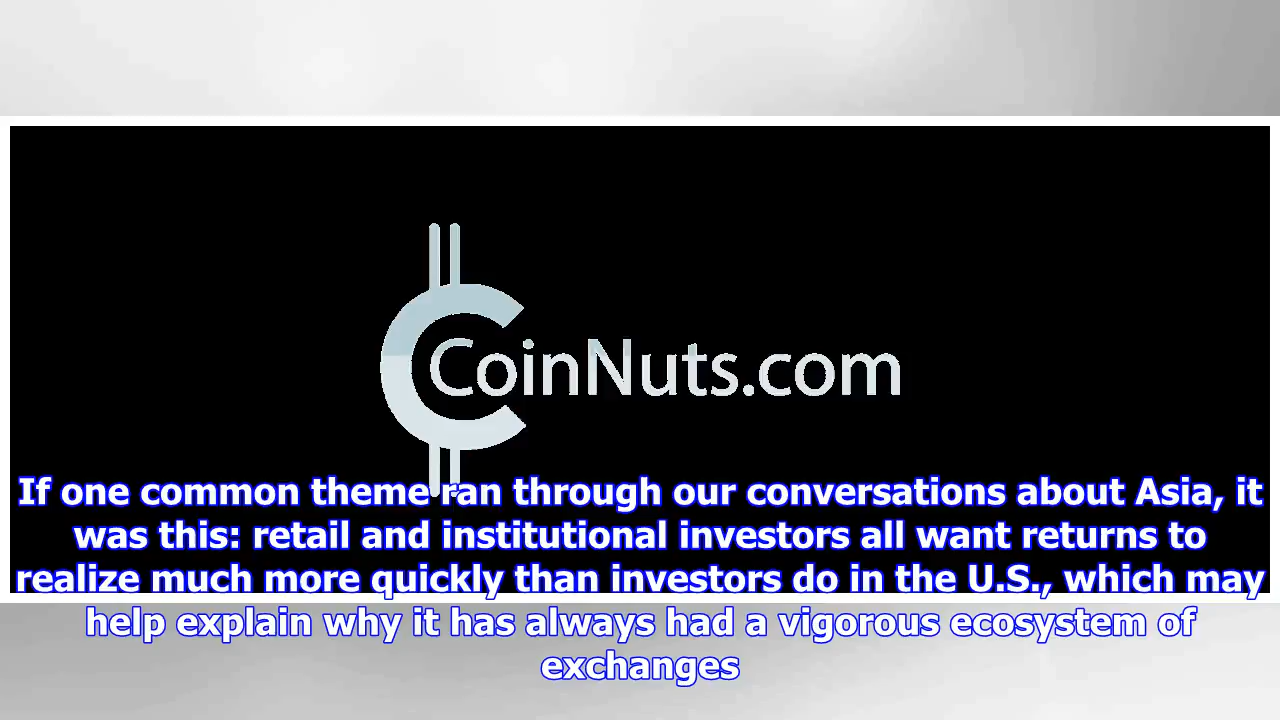 CoinNuts.com
If one common theme ran through our conversations about Asia, it
was this: retail and institutional investors all want returns to
realize much more quickly than investors do in the U.S., which may
help explain why it has always had a vigorous ecosystem of
exchanges